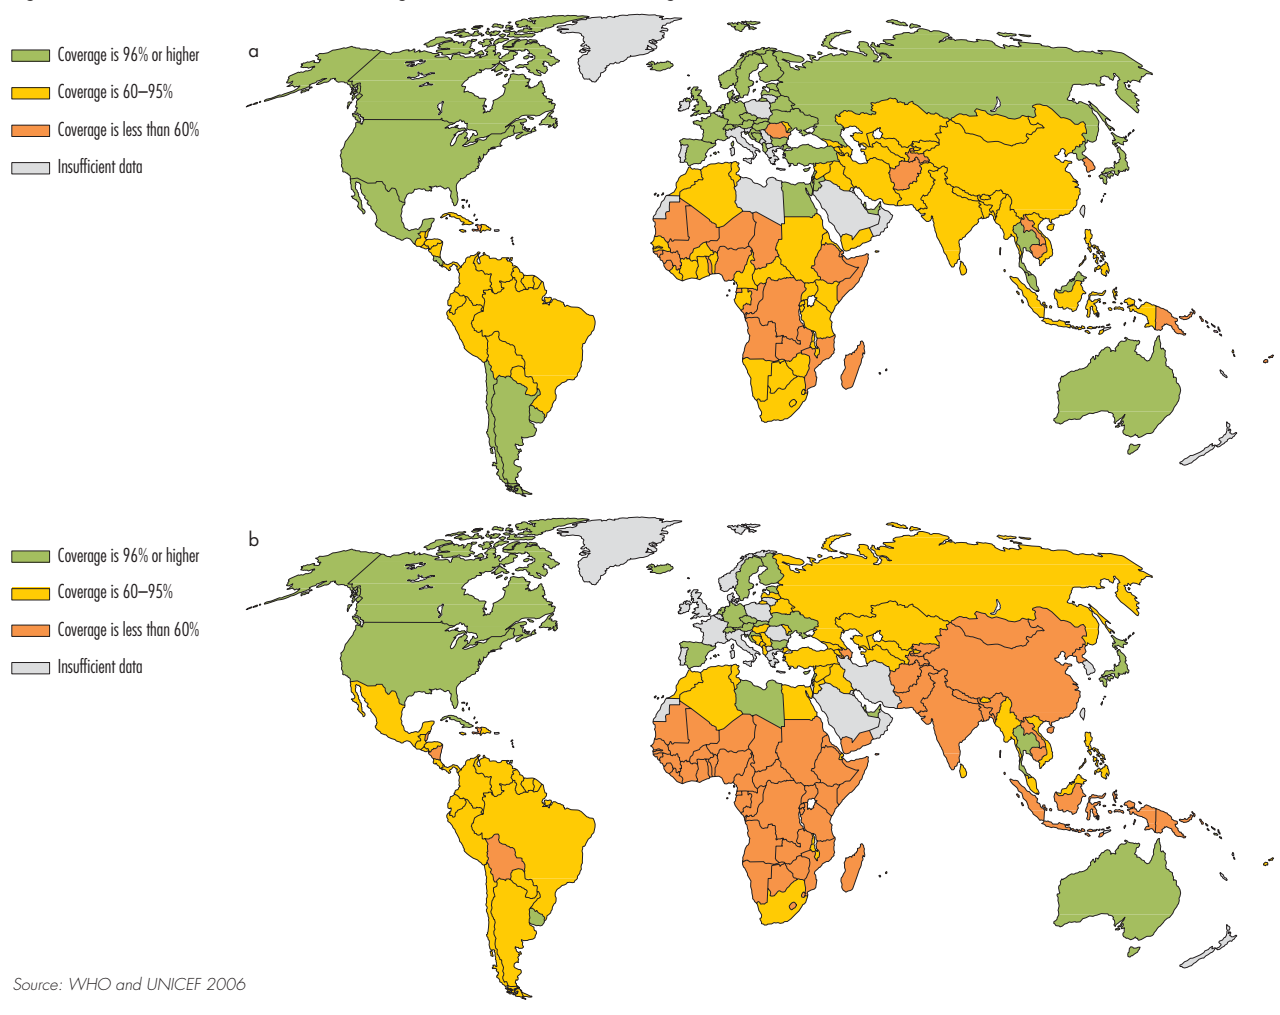 a
Coverage is 96% or higher
Coverage is 60–95%
Coverage is less than 60%
Insufficient data
b
Coverage is 96% or higher
Coverage is 60–95%
Coverage is less than 60%
Insufficient data
Source: WHO and UNICEF 2006